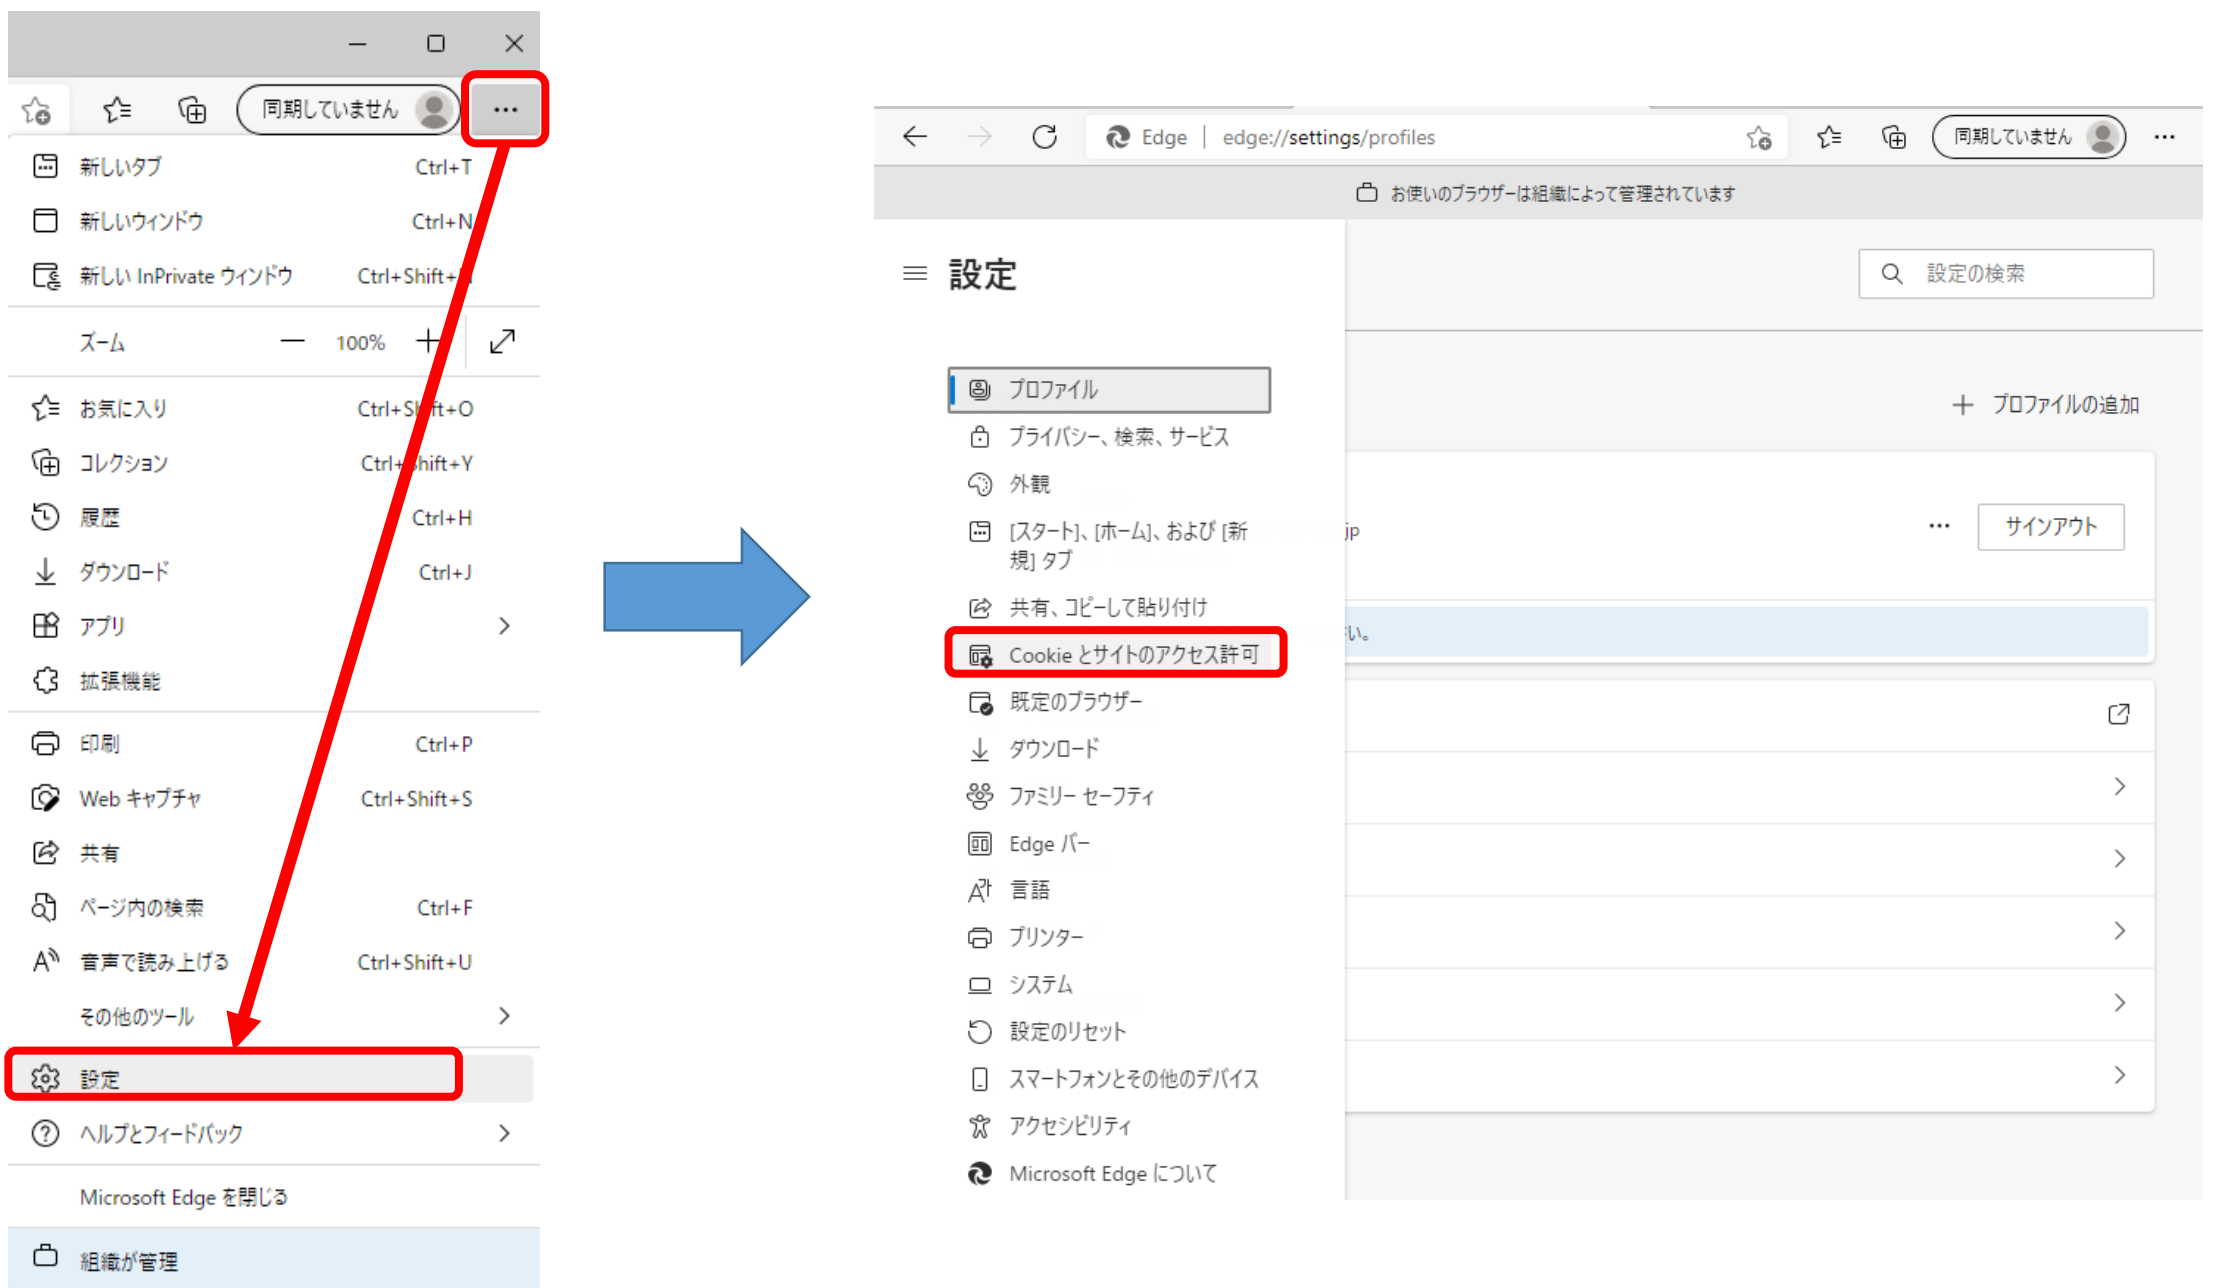 同期していません
新しいタブ Ctrl+T
新しいウィンドウ Ctrl+N
新しい InPrivate ウィンドウ Ctrl+Shift+
ズーム 100%
お気に入り Ctrl+Shift+O
コレクション Ctrl+Shift+Y
履歴 Ctrl+H
ダウンロード Ctrl+J
アプリ
拡張機能
印刷 Ctrl+P
Web キャプチャ Ctrl+Shift+S
共有
ページ内の検索 Ctrl+F
音声で読み上げる Ctrl+Shift+U
その他のツール
設定
ヘルプとフィードバック
Microsoft Edge を閉じる
組織が管理
Edge | edge://settings/profiles 同期していません
お使いのブラウザーは組織によって管理されています
設定 設定の検索
プロファイル
プライバシー、検索、サービス
外観
[スタート]、[ホーム]、および [新
規] タブ
共有、コピーして貼り付け
Cookie とサイトのアクセス許可
既定のブラウザー
ダウンロード
ファミリー セーフティ
Edge バー
言語
プリンター
システム
設定のリセット
スマートフォンとその他のデバイス
アクセシビリティ
Microsoft Edge について
プロファイルの追加
jp サインアウト
い。